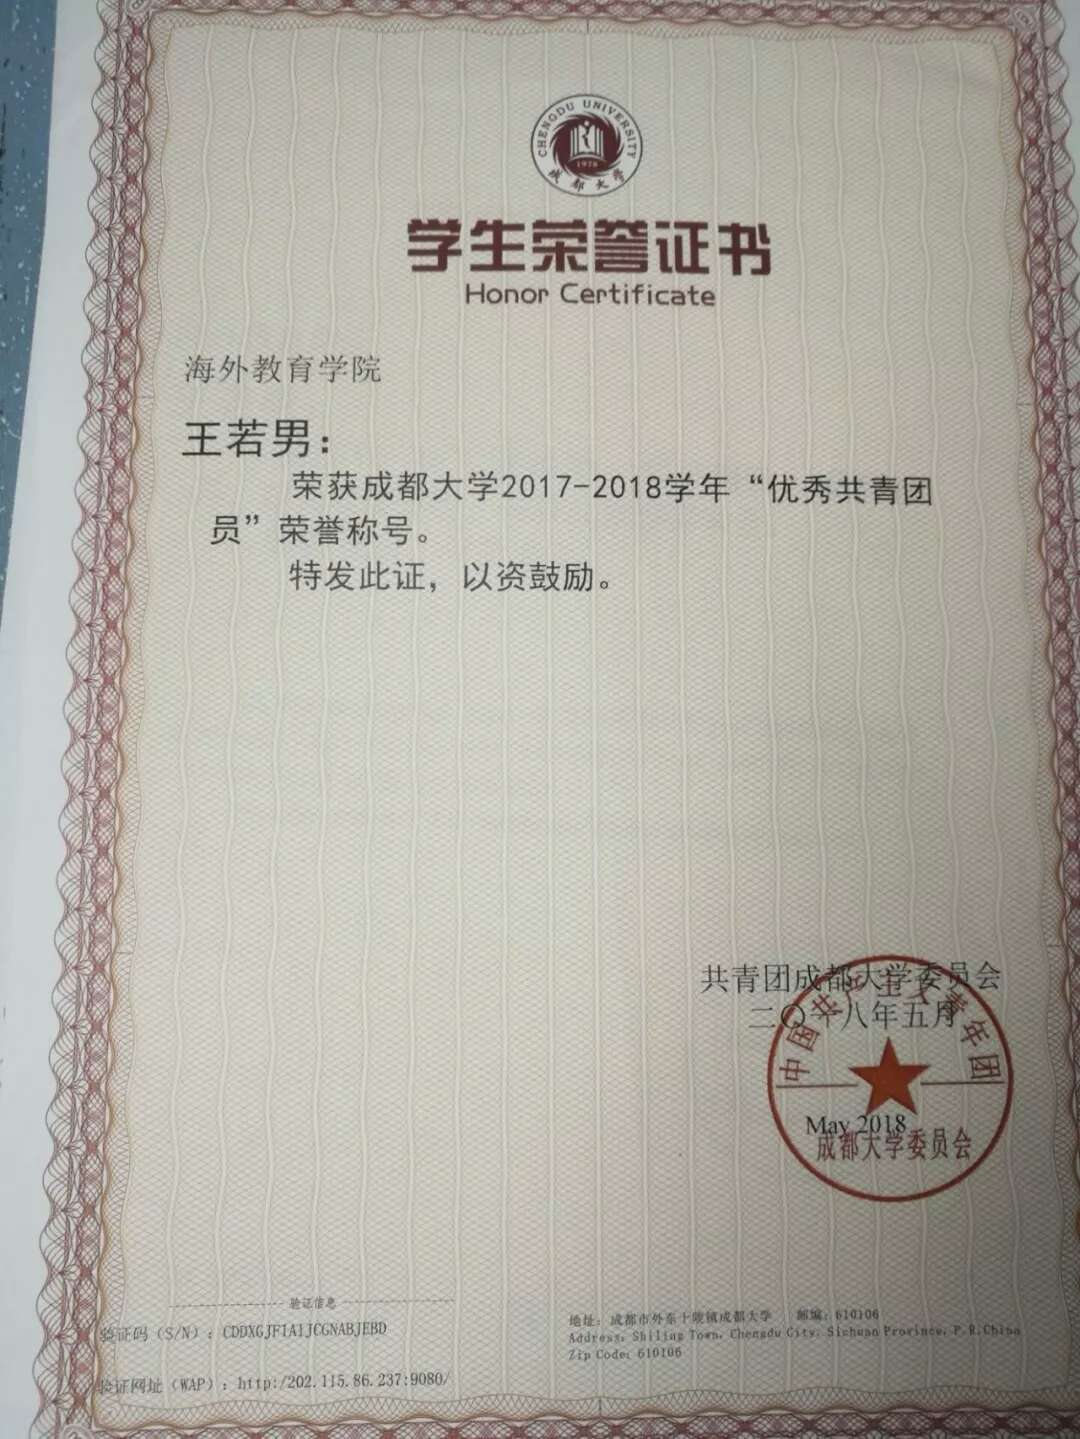 CHENGDU UNIVERSITY
1978
成都大学
学生荣誉证书
Honor Certificate
海外教育学院
王若男：
荣获成都大学2017-2018学年“优秀共青团
员”荣誉称号。
特发此证，以资鼓励。
共青团成都大学委员会
二〇一八年五月
中国共产主义青年团
May 2018
成都大学委员会
验证信息
验证码（S/N）：CDDXGJF1A1JCGNABJEBD
验证网址（WAP）：http:/202.115.86.237:9080/
地址：成都市外东十陵镇成都大学 邮编：610106
Address：Shiling Town，Chengdu City，Sichuan Province，P.R.China
Zip Code：610106